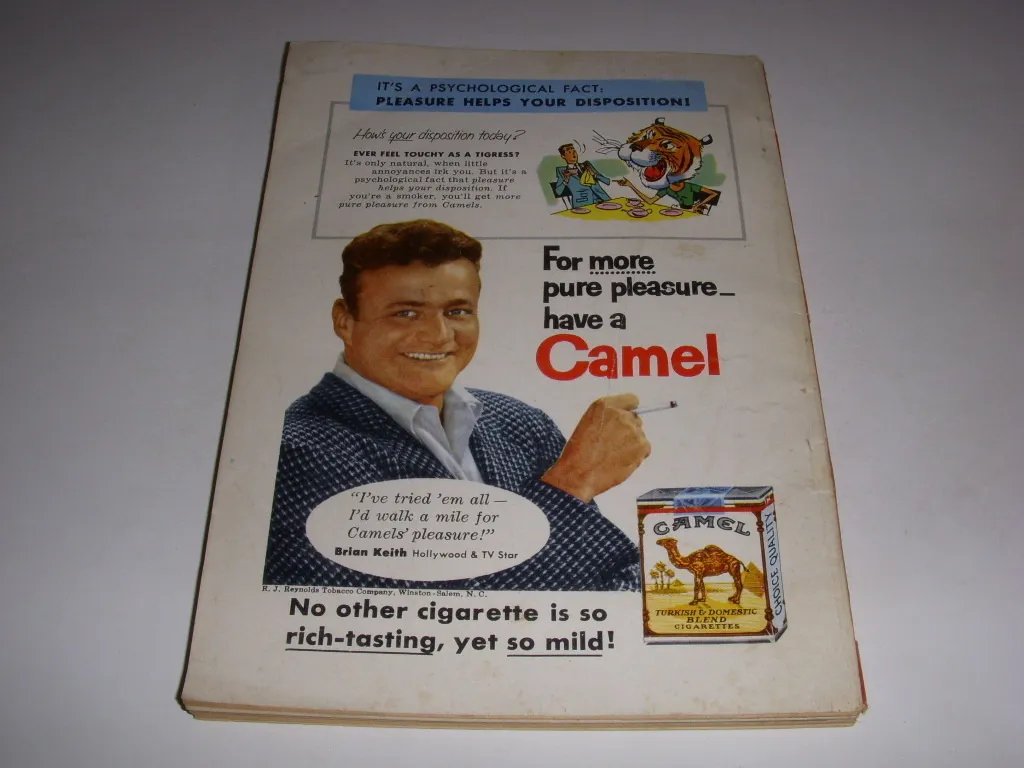 IT'S A PSYCHOLOGICAL FACT:
PLEASURE HELPS YOUR DISPOSITION!
How's your disposition today?
EVER FEEL TOUCHY AS A TIGRESS?
It's only natural, when little
annoyances irk you. But it's a
psychological fact that pleasure
helps your disposition. If
you're a smoker, you'll get more
pure pleasure from Camels.
For more
pure pleasure—
have a
Camel
"I've tried 'em all —
I'd walk a mile for
Camels' pleasure!"
Brian Keith Hollywood & TV Star
R. J. Reynolds Tobacco Company, Winston-Salem, N. C.
No other cigarette is so
rich-tasting, yet so mild!
CAMEL
TURKISH & DOMESTIC
BLEND
CIGARETTES
CHOICE QUALITY